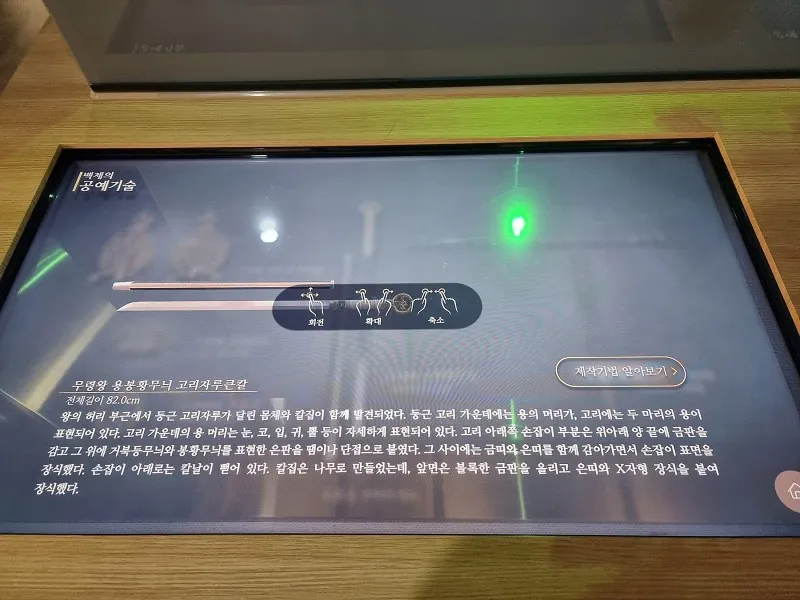 백제의
공예기술
회전
확대
축소
제작기법 알아보기
무령왕 용봉황무늬 고리자루큰칼
전체길이 82.0cm
왕의 허리 부근에서 둥근 고리자루가 달린 몸체와 칼집이 함께 발견되었다. 둥근 고리 가운데에는 용의 머리가, 고리에는 두 마리의 용이
표현되어 있다. 고리 가운데의 용 머리는 눈, 코, 입, 귀, 뿔 등이 자세하게 표현되어 있다. 고리 아래쪽 손잡이 부분은 위아래 양 끝에 금판을
감고 그 위에 거북등무늬와 봉황무늬를 표현한 은판을 땜이나 단접으로 붙였다. 그 사이에는 금띠와 은띠를 함께 감아가면서 손잡이 표면을
장식했다. 손잡이 아래로는 칼날이 뻗어 있다. 칼집은 나무로 만들었는데, 앞면은 볼록한 금판을 올리고 은띠와 X자형 장식을 붙여
장식했다.